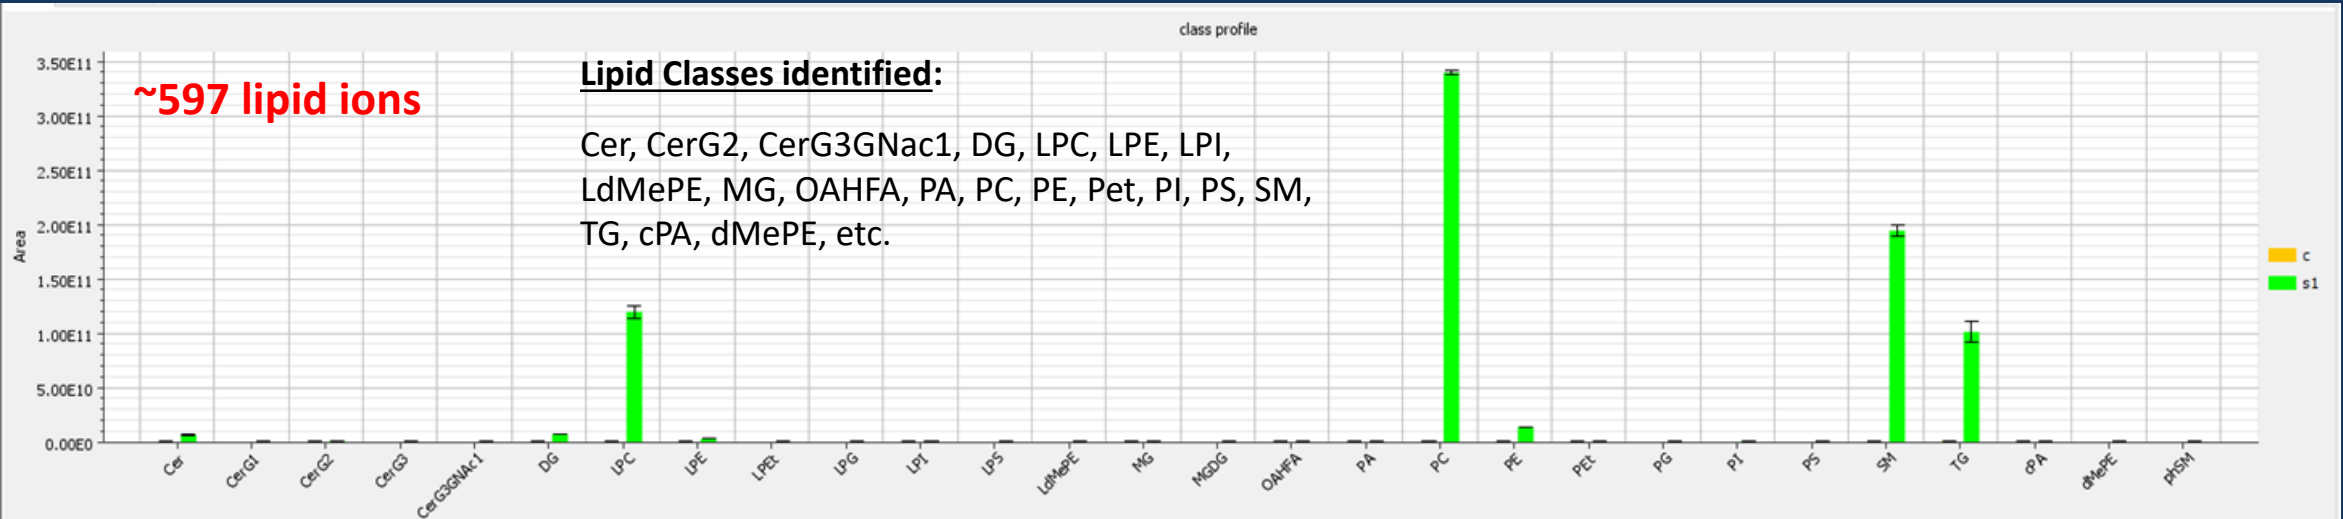 class profile
~597 lipid ions
Lipid Classes identified:
Cer, CerG2, CerG3GNac1, DG, LPC, LPE, LPI,
LdMePE, MG, OAHFA, PA, PC, PE, Pet, PI, PS, SM,
TG, cPA, dMePE, etc.
Area
3.50E11
3.00E11
2.50E11
2.00E11
1.50E11
1.00E11
5.00E10
0.00E0
Cer
CerG1
CerG2
CerG3
CerG3GNAc1
DG
LPC
LPE
LPEt
LPG
LPI
LPS
LdMePE
MG
MGDG
OAHFA
PA
PC
PE
PEt
PG
PI
PS
SM
TG
cPA
dMePE
phSM
c
s1